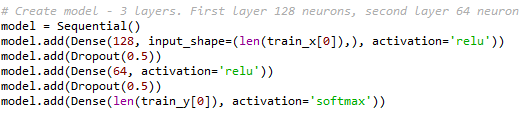 # Create model - 3 layers. First layer 128 neurons, second layer 64 neuron
model = Sequential()
model.add(Dense(128, input_shape=(len(train_x[0]),), activation='relu'))
model.add(Dropout(0.5))
model.add(Dense(64, activation='relu'))
model.add(Dropout(0.5))
model.add(Dense(len(train_y[0]), activation='softmax'))